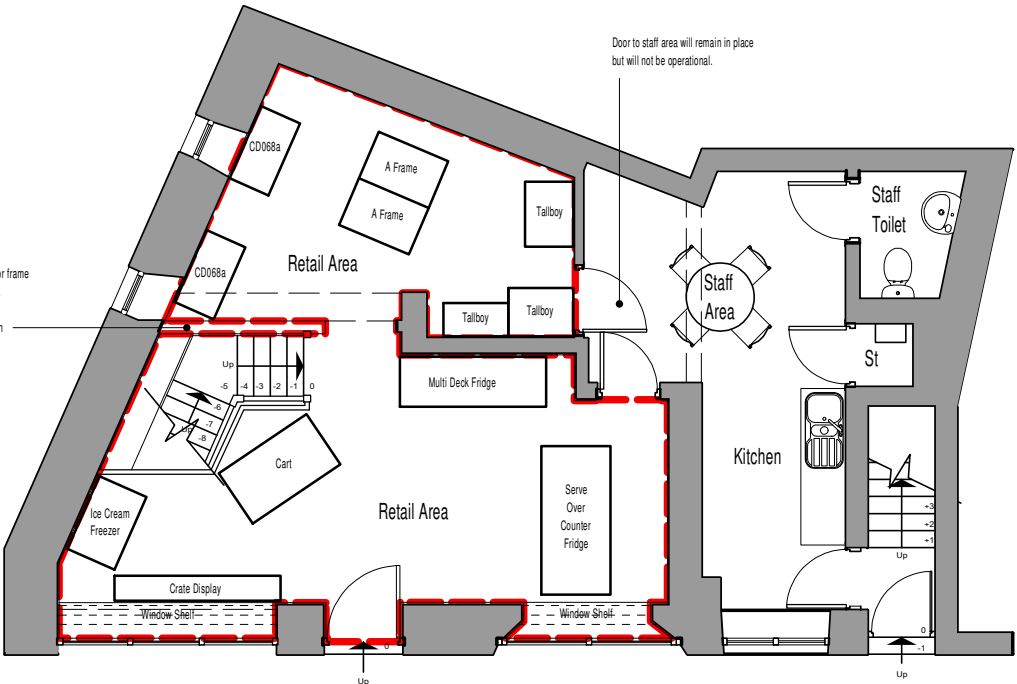 Door to staff area will remain in place
but will not be operational.
CD068a
A Frame
A Frame
Tallboy
Staff
Toilet
Retail Area
CD068a
or frame
Staff
Area
Tallboy
Tallboy
n
St
Up
-5 -4 -3 -2 -1 0
Multi Deck Fridge
-6
-7
Up
-8
Cart
Kitchen
Serve
Over
Counter
Fridge
Ice Cream
Freezer
Retail Area
+3
+2
+1
Up
Crate Display
Window Shelf
Window Shelf
0
0
-1
Up
Up